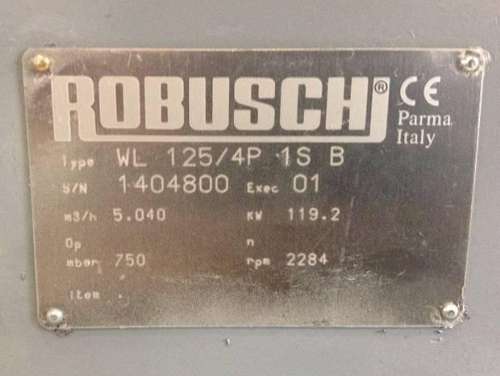 ROBUSCHI® CE
Parma
Italy
Type WL 125/4P 1S B
S/N 1404800 Exec 01
m3/h 5.040 KW 119.2
Dp n
mbar 750 rpm 2284
item .